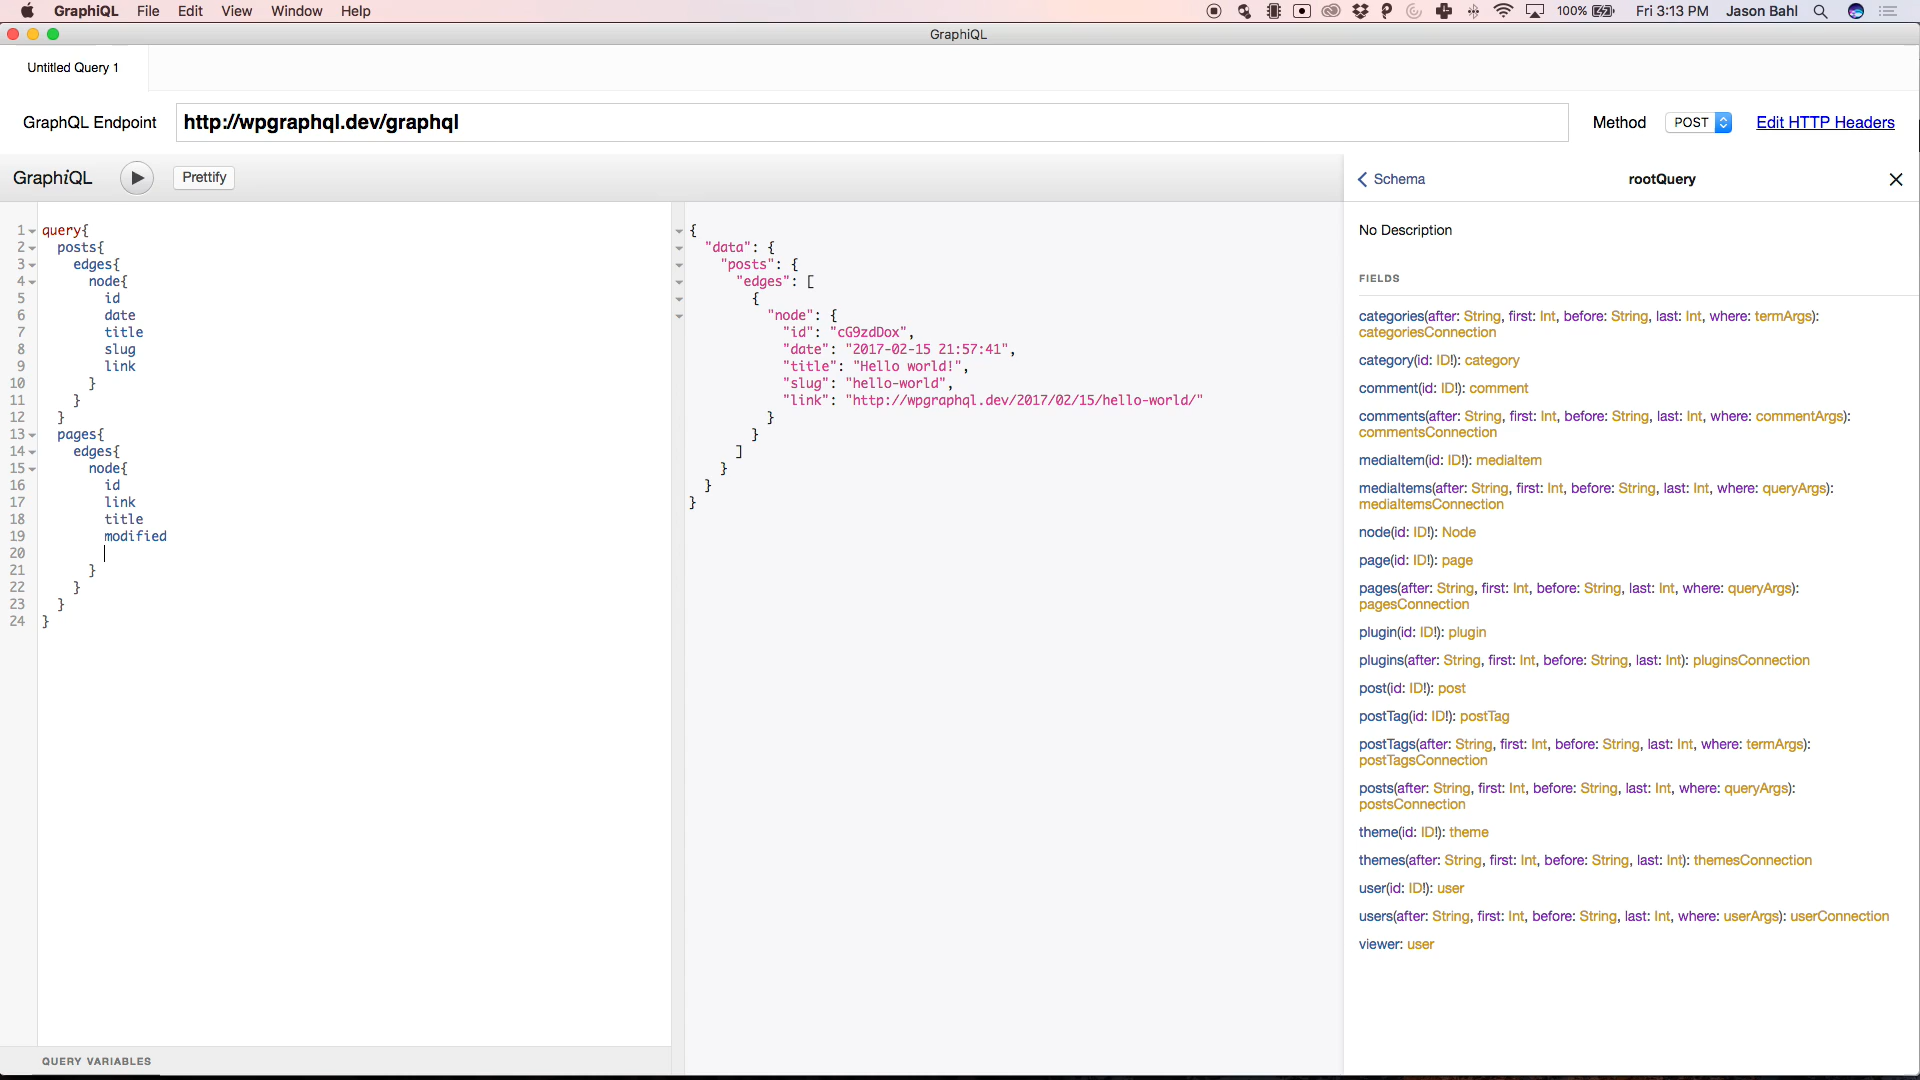 GraphiQL File Edit View Window Help 100% Fri 3:13 PM Jason Bahl
GraphiQL
Untitled Query 1
GraphQL Endpoint http://wpgraphql.dev/graphql Method POST Edit HTTP Headers
GraphiQL Prettify
1 query{
2 posts{
3 edges{
4 node{
5 id
6 date
7 title
8 slug
9 link
10 }
11 }
12 }
13 pages{
14 edges{
15 node{
16 id
17 link
18 title
19 modified
20
21 }
22 }
23 }
24 }
QUERY VARIABLES
{
"data": {
"posts": {
"edges": [
{
"node": {
"id": "cG9zdDox",
"date": "2017-02-15 21:57:41",
"title": "Hello world!",
"slug": "hello-world",
"link": "http://wpgraphql.dev/2017/02/15/hello-world/"
}
}
]
}
}
}
Schema rootQuery
No Description
FIELDS
categories(after: String, first: Int, before: String, last: Int, where: termArgs):
categoriesConnection
category(id: ID!): category
comment(id: ID!): comment
comments(after: String, first: Int, before: String, last: Int, where: commentArgs):
commentsConnection
mediaItem(id: ID!): mediaItem
mediaItems(after: String, first: Int, before: String, last: Int, where: queryArgs):
mediaItemsConnection
node(id: ID!): Node
page(id: ID!): page
pages(after: String, first: Int, before: String, last: Int, where: queryArgs):
pagesConnection
plugin(id: ID!): plugin
plugins(after: String, first: Int, before: String, last: Int): pluginsConnection
post(id: ID!): post
postTag(id: ID!): postTag
postTags(after: String, first: Int, before: String, last: Int, where: termArgs):
postTagsConnection
posts(after: String, first: Int, before: String, last: Int, where: queryArgs):
postsConnection
theme(id: ID!): theme
themes(after: String, first: Int, before: String, last: Int): themesConnection
user(id: ID!): user
users(after: String, first: Int, before: String, last: Int, where: userArgs): userConnection
viewer: user